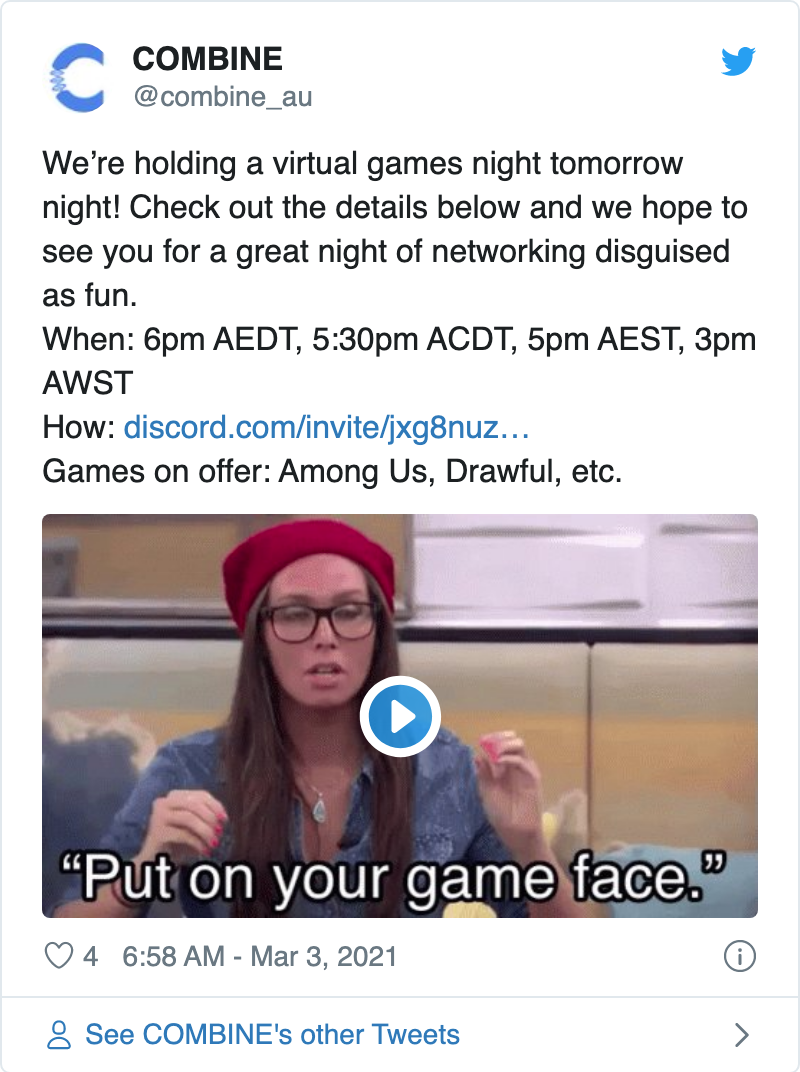 COMBINE
@combine_au
We’re holding a virtual games night tomorrow
night! Check out the details below and we hope to
see you for a great night of networking disguised
as fun.
When: 6pm AEDT, 5:30pm ACDT, 5pm AEST, 3pm
AWST
How: discord.com/invite/jxg8nuz…
Games on offer: Among Us, Drawful, etc.
“Put on your game face.”
4 6:58 AM - Mar 3, 2021
See COMBINE's other Tweets